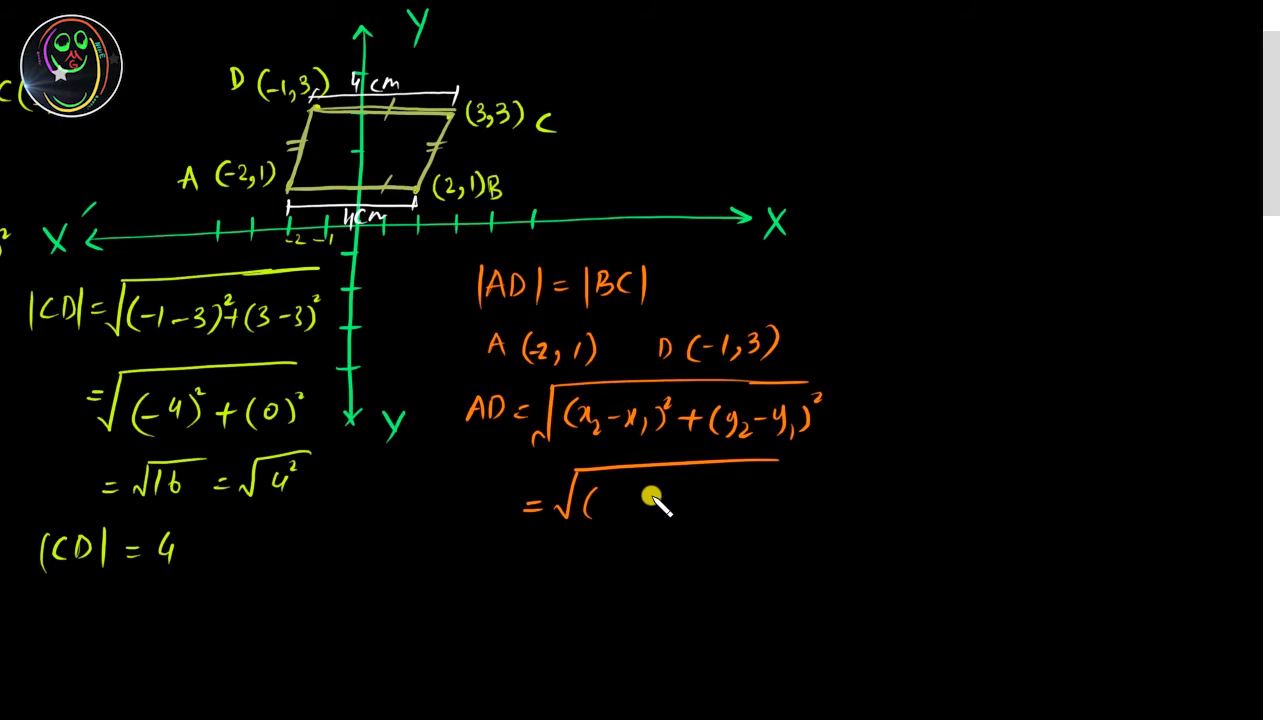 Y
D (-1,3)
4 cm
C(
(3,3) C
A (-2,1)
(2,1)B
4cm
X
X
-2 -1
Y
|CD| = √(-1-3)²+(3-3)²
= √(-4)²+(0)²
= √16 = √4²
|CD| = 4
|AD| = |BC|
A (-2, 1) D (-1,3)
AD = √(x₂-x₁)²+(y₂-y₁)²
= √(